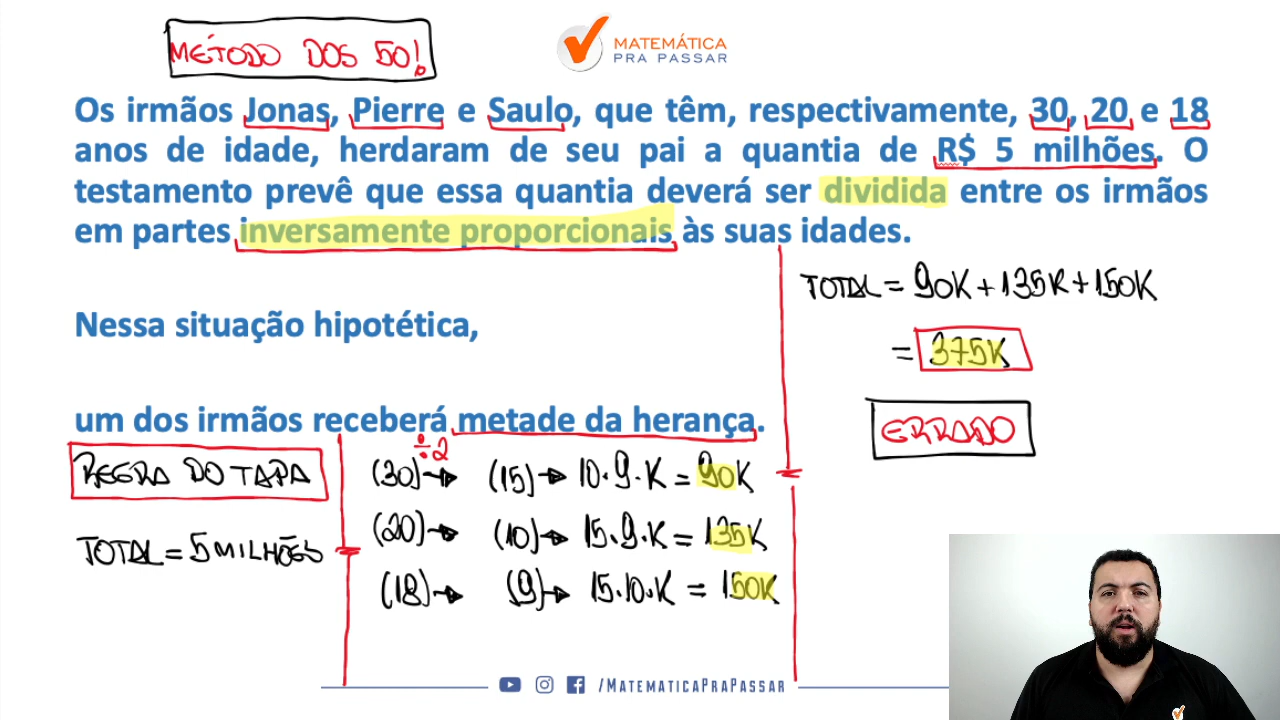 MÉTODO DOS 50!
MATEMÁTICA
PRA PASSAR
Os irmãos Jonas, Pierre e Saulo, que têm, respectivamente, 30, 20 e 18
anos de idade, herdaram de seu pai a quantia de R$ 5 milhões. O
testamento prevê que essa quantia deverá ser dividida entre os irmãos
em partes inversamente proporcionais às suas idades.
Nessa situação hipotética,
um dos irmãos receberá metade da herança.
REGRA DO TAPA
TOTAL = 5 MILHÕES
÷2
(30) → (15) → 10.9.K = 90K
(20) → (10) → 15.9.K = 135K
(18) → (9) → 15.10.K = 150K
TOTAL = 90K + 135K + 150K
= 375K
ERRADO
/MATEMATICAPRAPASSAR